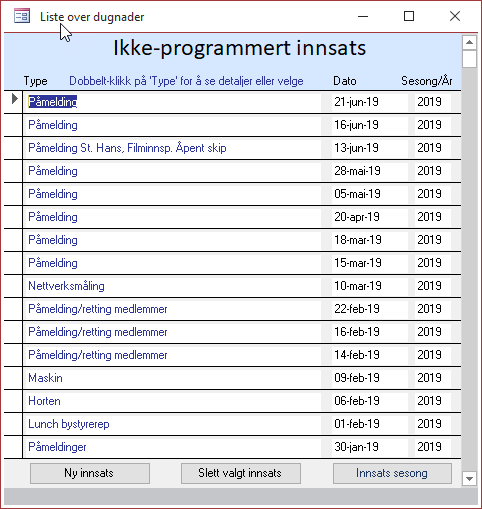 Liste over dugnader
Ikke-programmert innsats
Type Dobbelt-klikk på 'Type' for å se detaljer eller velge Dato Sesong/År
Påmelding 21-jun-19 2019
Påmelding 16-jun-19 2019
Påmelding St. Hans, Filminnsp. Åpent skip 13-jun-19 2019
Påmelding 28-mai-19 2019
Påmelding 05-mai-19 2019
Påmelding 20-apr-19 2019
Påmelding 18-mar-19 2019
Påmelding 15-mar-19 2019
Nettverksmåling 10-mar-19 2019
Påmelding/retting medlemmer 22-feb-19 2019
Påmelding/retting medlemmer 16-feb-19 2019
Påmelding/retting medlemmer 14-feb-19 2019
Maskin 09-feb-19 2019
Horten 06-feb-19 2019
Lunch bystyrerep 01-feb-19 2019
Påmeldinger 30-jan-19 2019
Ny innsats Slett valgt innsats Innsats sesong